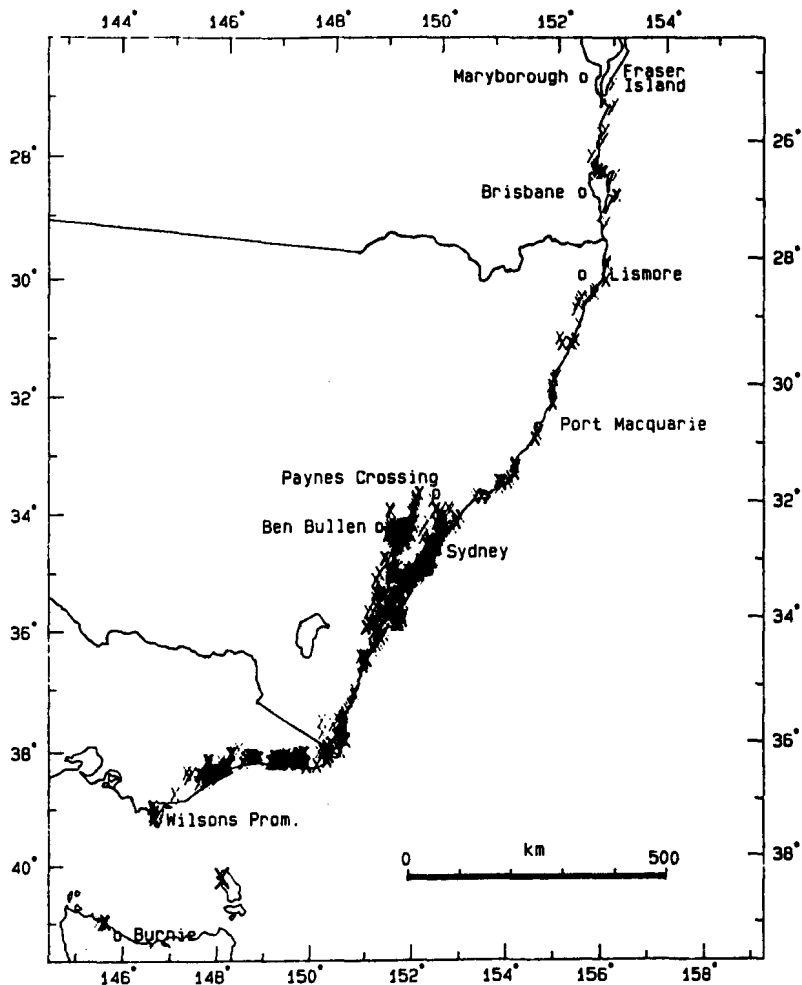 144° 146° 148° 150° 152° 154°
Maryborough
Fraser
Island
26°
28°
Brisbane
28°
Lismore
30°
30°
32°
Port Macquarie
Paynes Crossing
32°
34°
Ben Bullen
Sydney
34°
36°
36°
38°
Wilsons Prom.
km
0 500
38°
40°
Burnie
146° 148° 150° 152° 154° 156° 158°